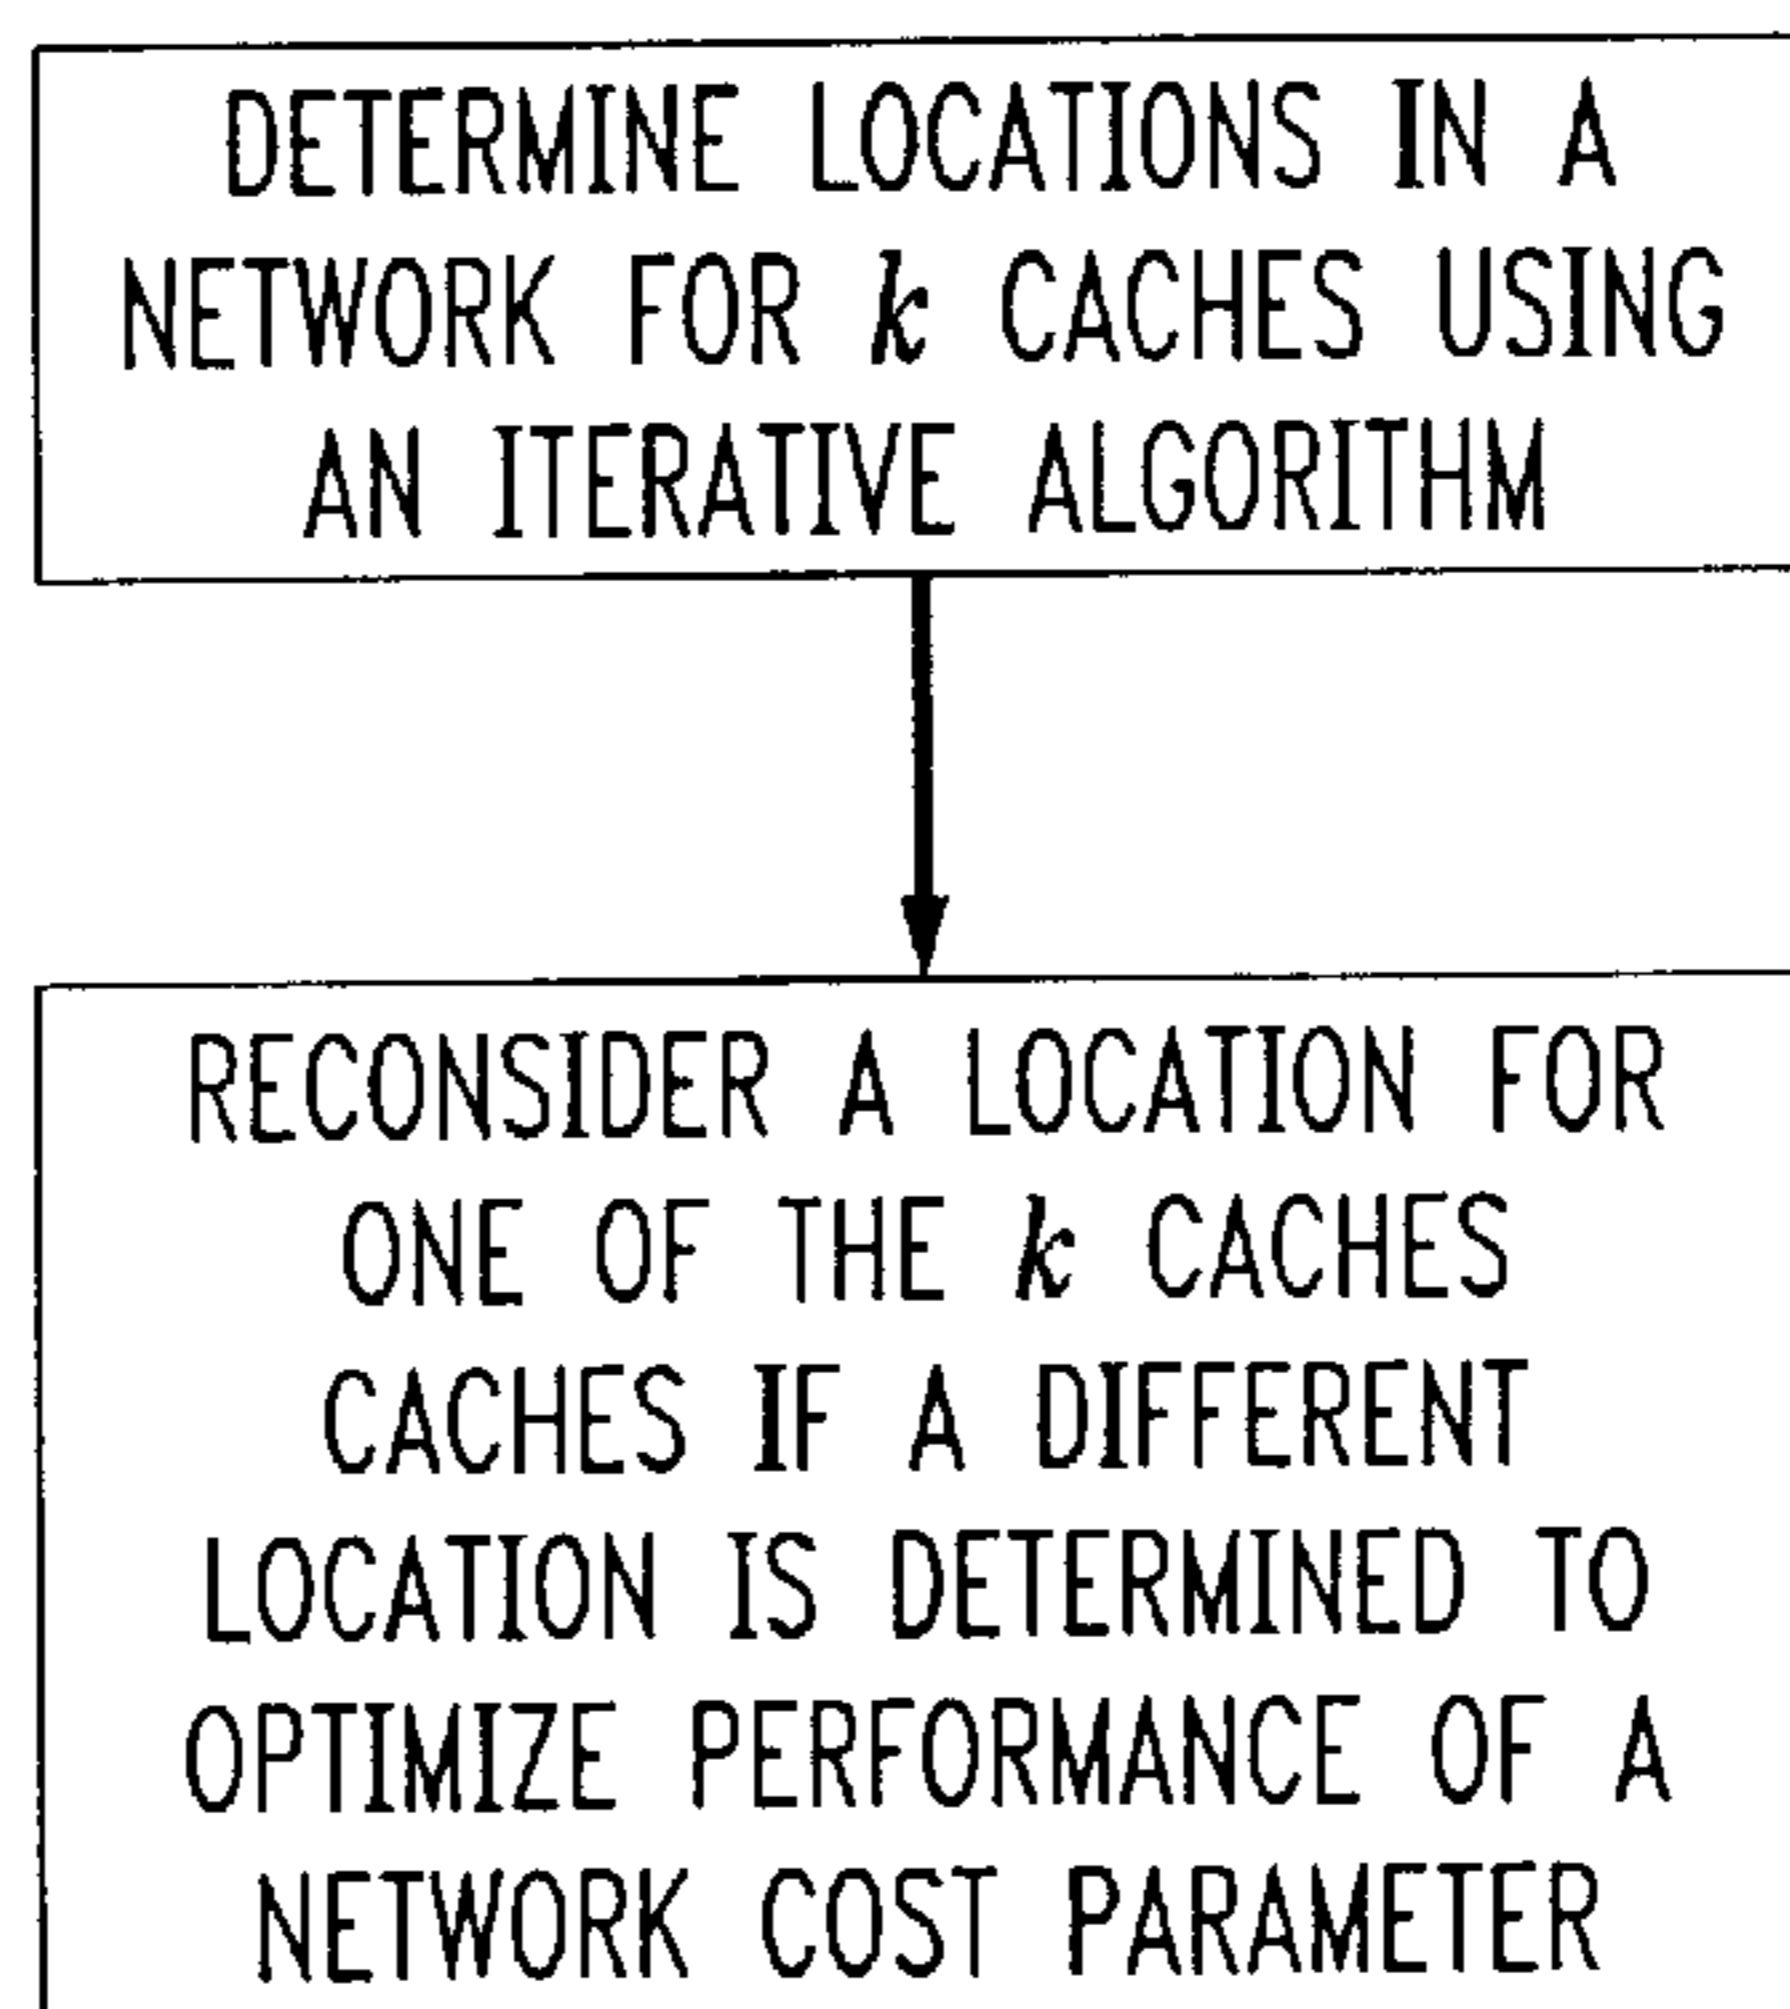 DETERMINE LOCATIONS IN A
NETWORK FOR k CACHES USING
AN ITERATIVE ALGORITHM
RECONSIDER A LOCATION FOR
ONE OF THE k CACHES
CACHES IF A DIFFERENT
LOCATION IS DETERMINED TO
OPTIMIZE PERFORMANCE OF A
NETWORK COST PARAMETER